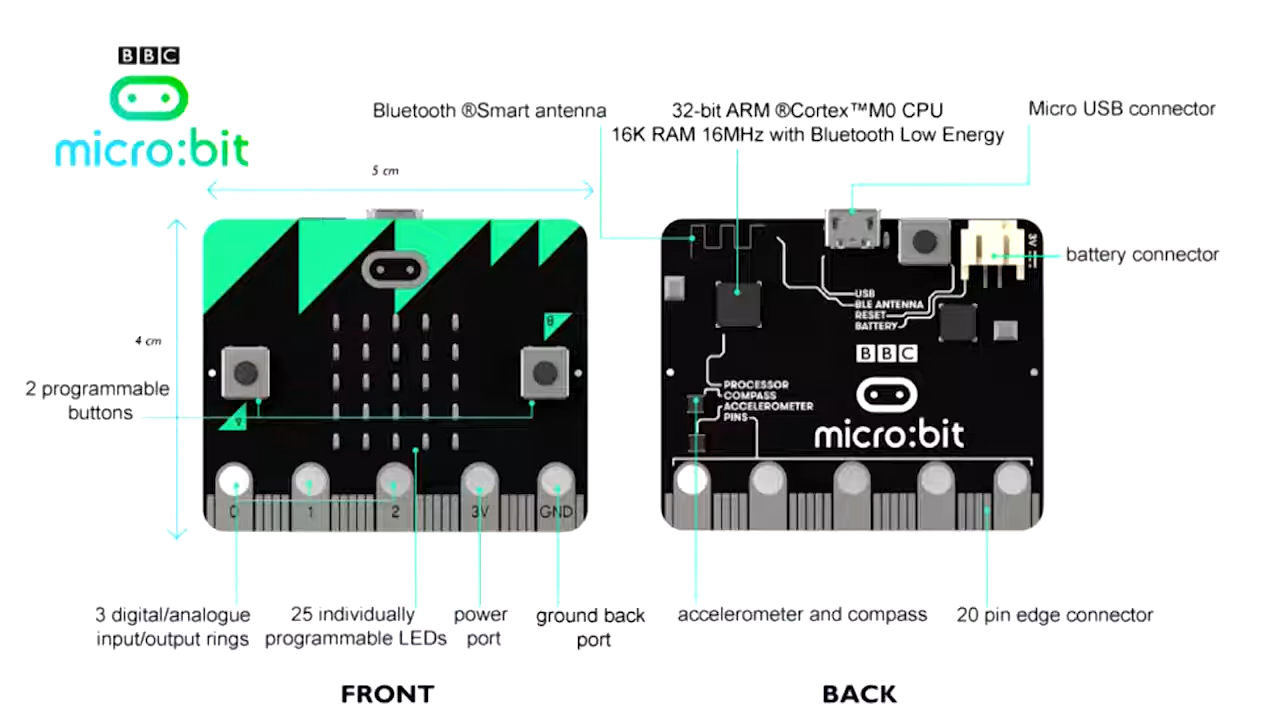 BBC
micro:bit
Bluetooth ®Smart antenna
32-bit ARM ®Cortex™M0 CPU
16K RAM 16MHz with Bluetooth Low Energy
Micro USB connector
5 cm
4 cm
2 programmable
buttons
B
A
0
1
2
3V
GND
3V
battery connector
USB
BLE ANTENNA
RESET
BATTERY
BBC
PROCESSOR
COMPASS
ACCELEROMETER
PINS
micro:bit
3 digital/analogue
input/output rings
25 individually
programmable LEDs
power
port
ground back
port
accelerometer and compass
20 pin edge connector
FRONT
BACK